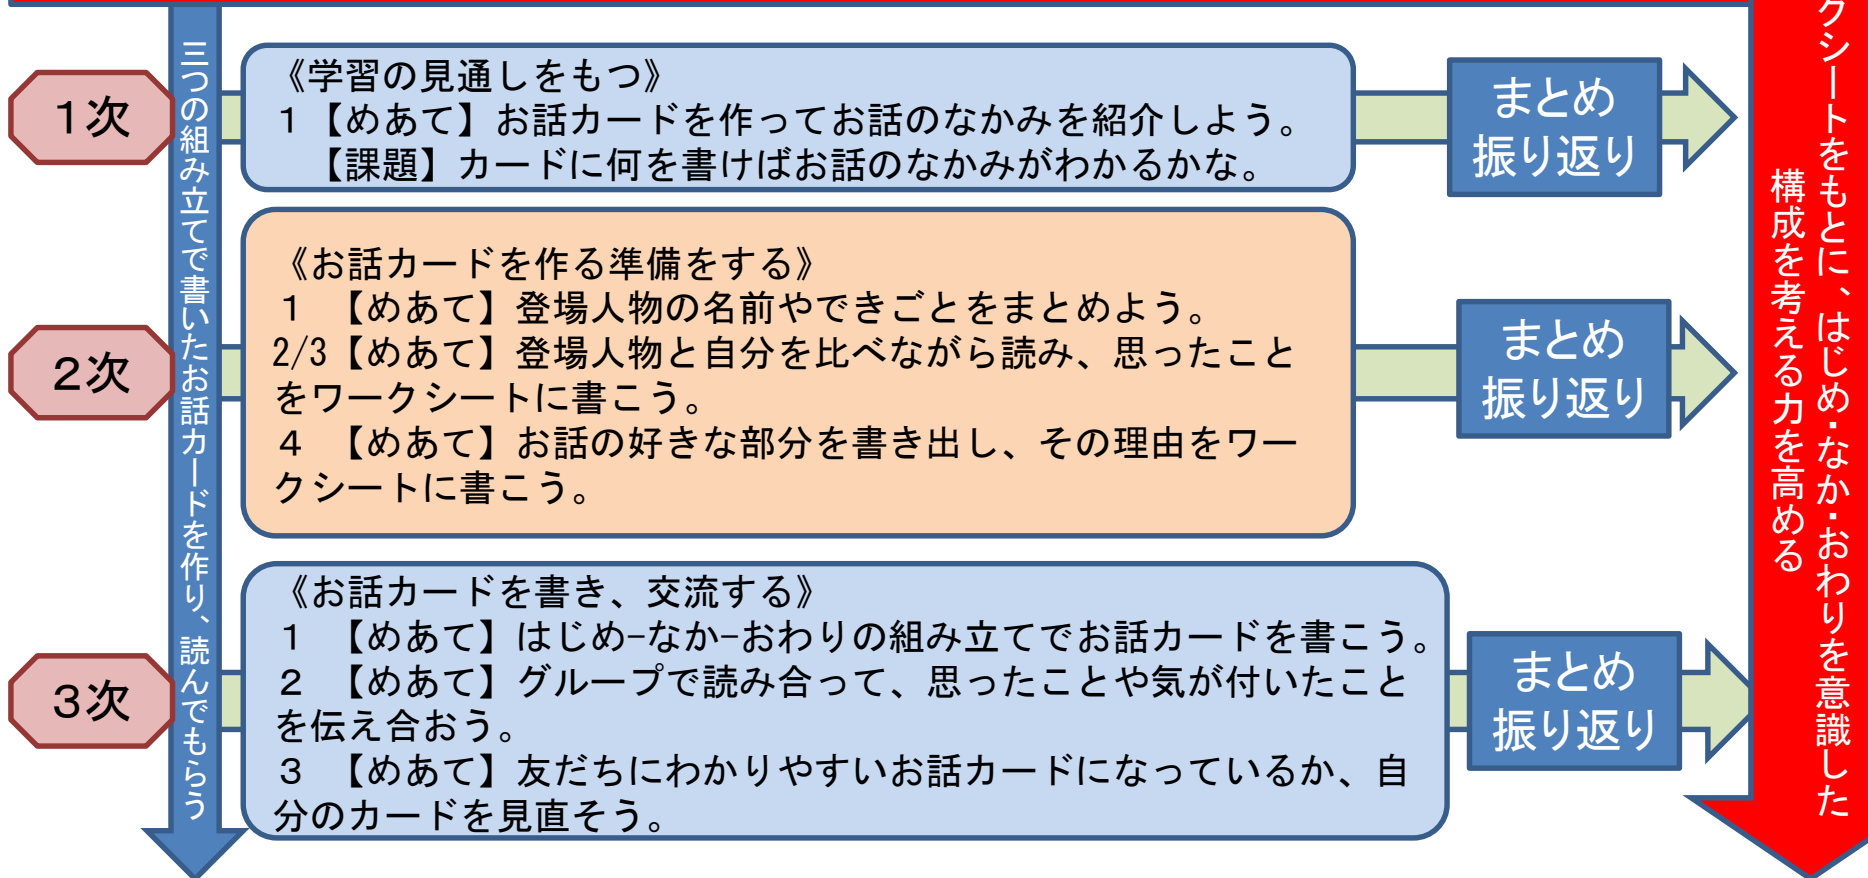 三つの組み立てで書いたお話カードを作り、読んでもらう
1次
《学習の見通しをもつ》
1【めあて】お話カードを作ってお話のなかみを紹介しよう。
【課題】カードに何を書けばお話のなかみがわかるかな。
まとめ
振り返り
2次
《お話カードを作る準備をする》
1 【めあて】登場人物の名前やできごとをまとめよう。
2/3【めあて】登場人物と自分を比べながら読み、思ったこと
をワークシートに書こう。
4 【めあて】お話の好きな部分を書き出し、その理由をワー
クシートに書こう。
まとめ
振り返り
3次
《お話カードを書き、交流する》
1 【めあて】はじめ-なか-おわりの組み立てでお話カードを書こう。
2 【めあて】グループで読み合って、思ったことや気が付いたこと
を伝え合おう。
3 【めあて】友だちにわかりやすいお話カードになっているか、自
分のカードを見直そう。
まとめ
振り返り
クシートをもとに、はじめ・なか・おわりを意識した
構成を考える力を高める